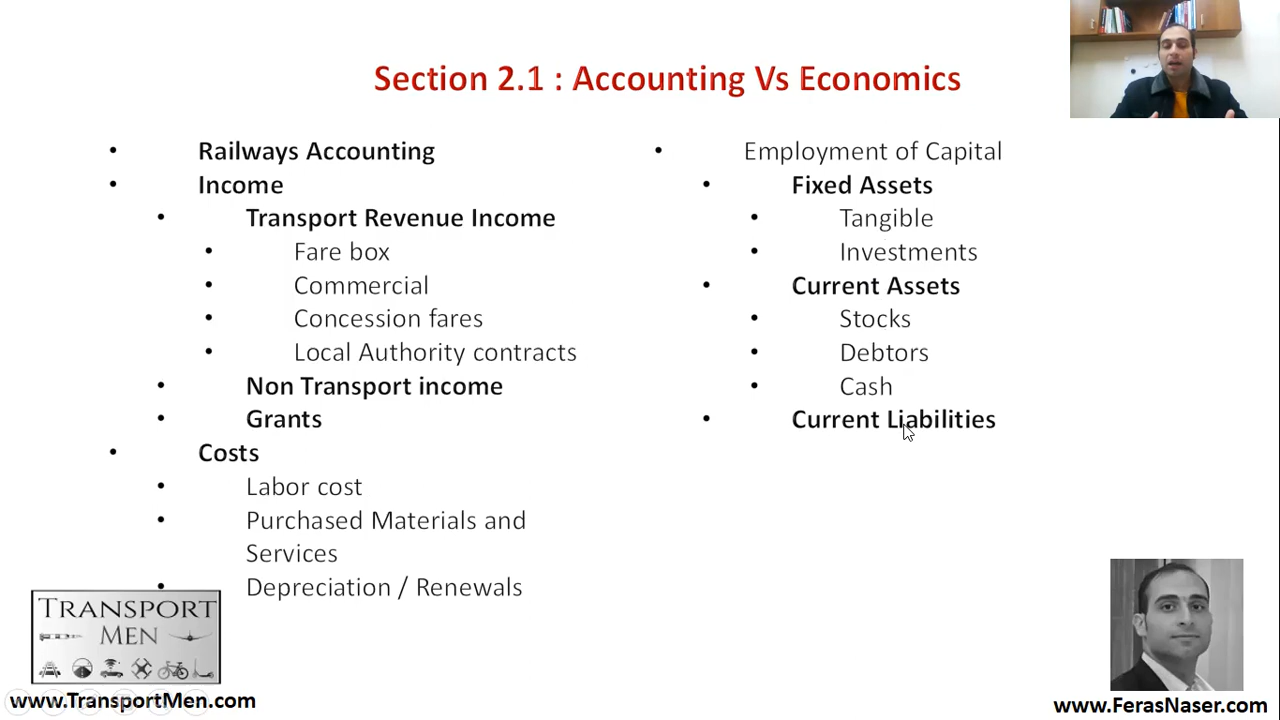 Section 2.1 : Accounting Vs Economics
Railways Accounting
Income
Transport Revenue Income
Fare box
Commercial
Concession fares
Local Authority contracts
Non Transport income
Grants
Costs
Labor cost
Purchased Materials and
Services
Depreciation / Renewals
Employment of Capital
Fixed Assets
Tangible
Investments
Current Assets
Stocks
Debtors
Cash
Current Liabilities
TRANSPORT
MEN
www.TransportMen.com
www.FerasNaser.com